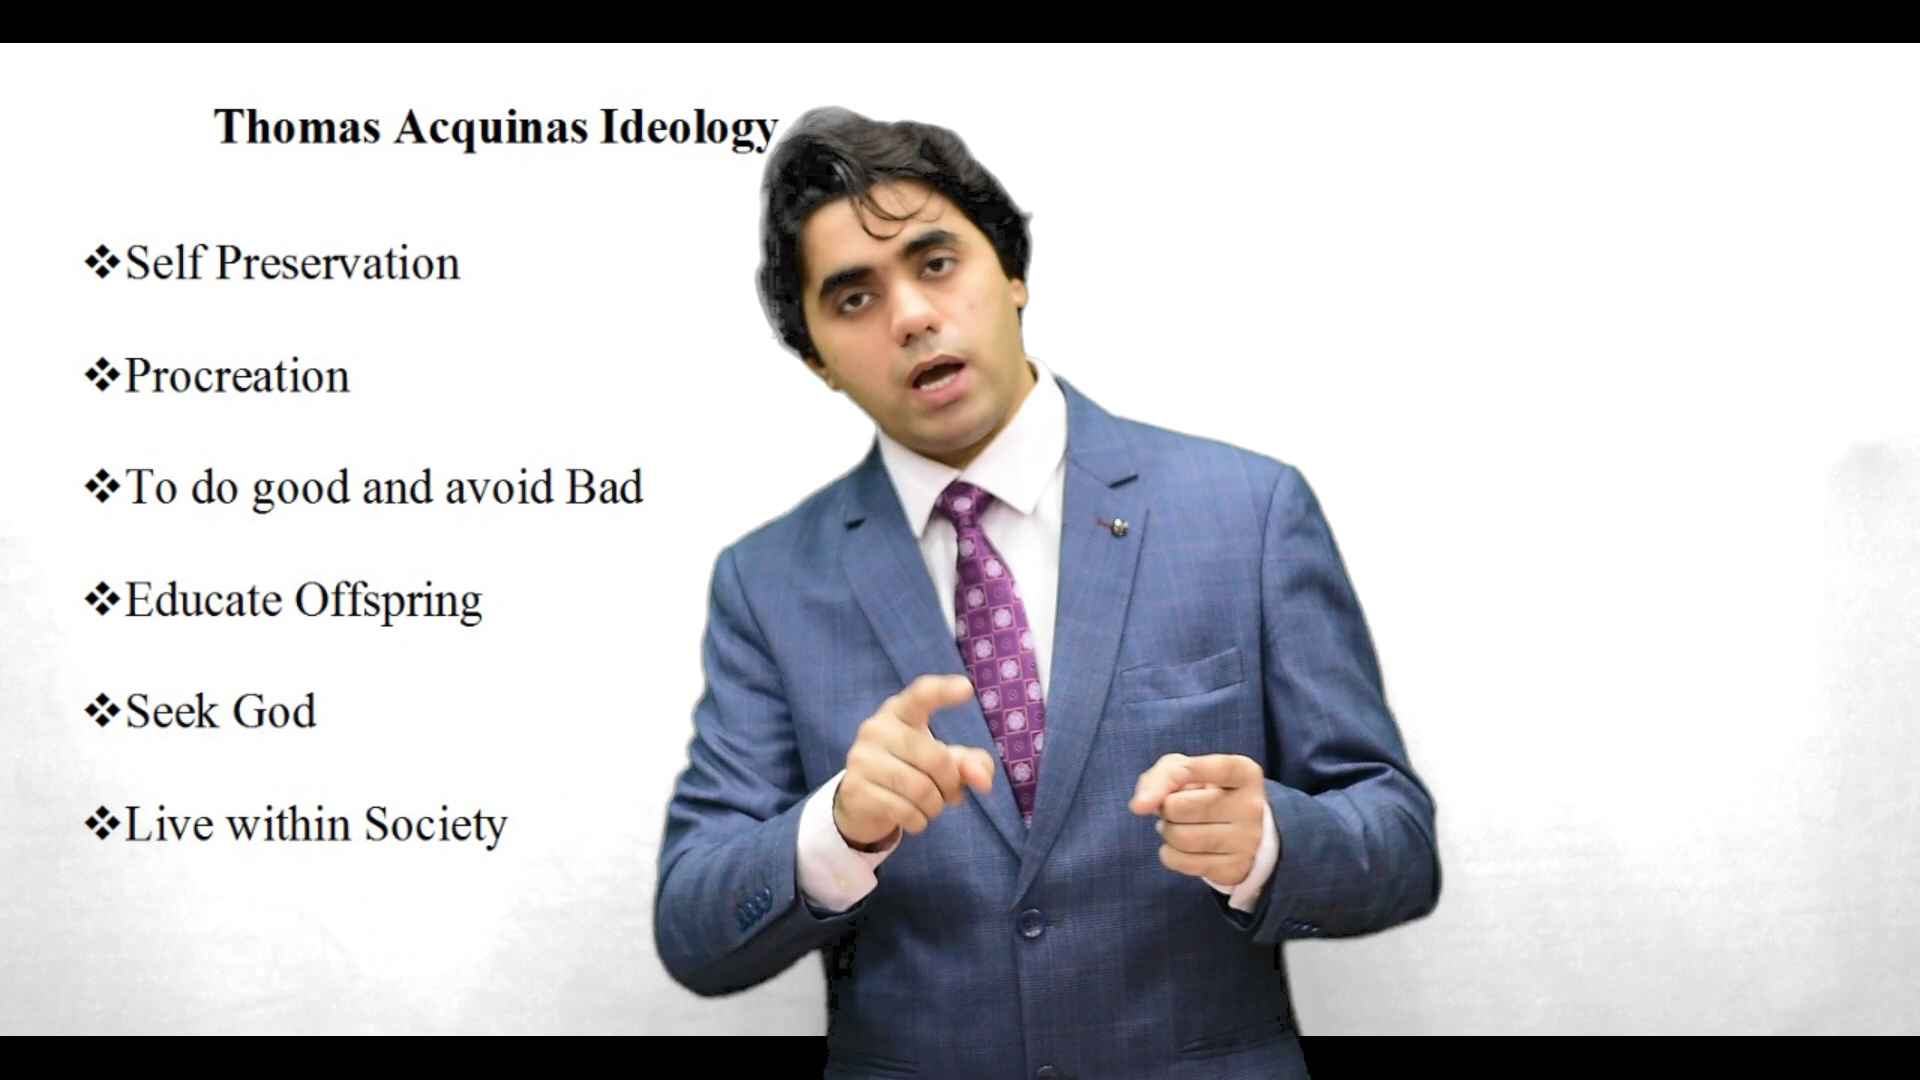 Thomas Acquinas Ideology
❖Self Preservation
❖Procreation
❖To do good and avoid Bad
❖Educate Offspring
❖Seek God
❖Live within Society